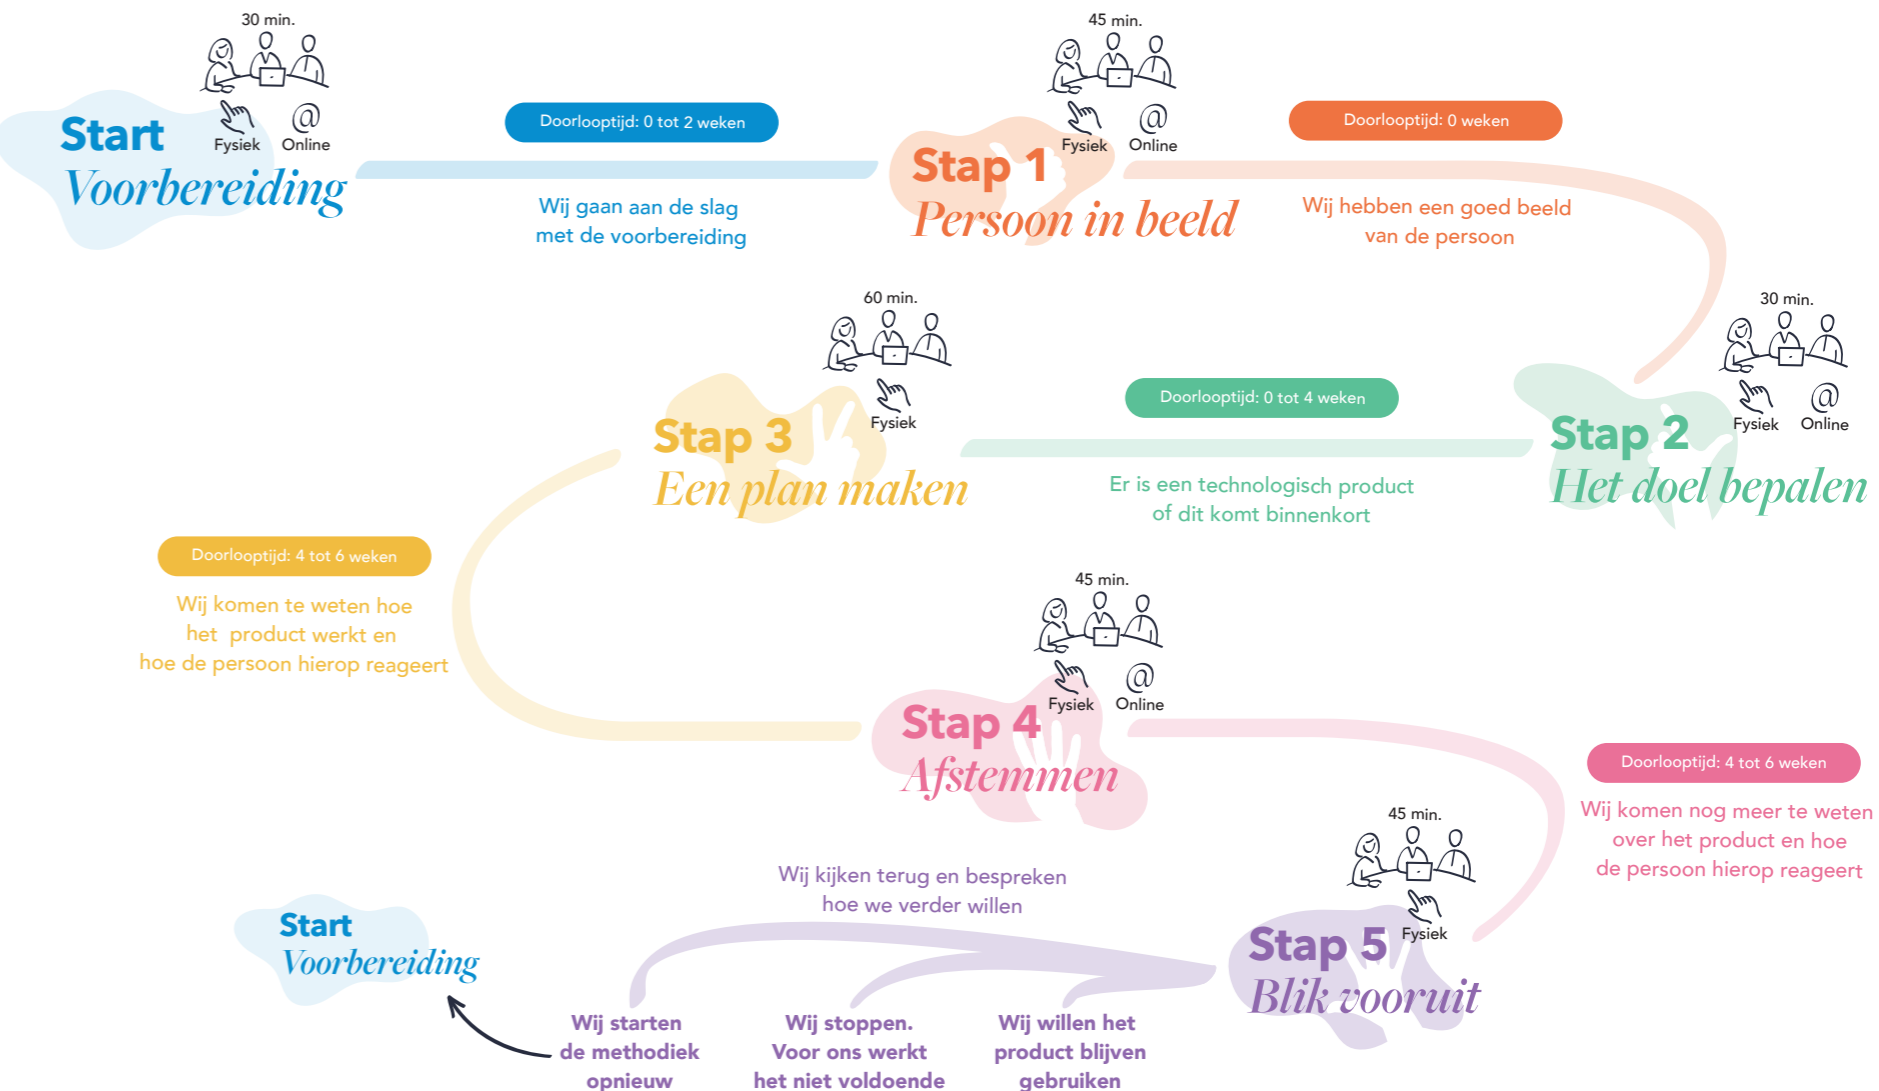 30 min.
Fysiek
Online
Start
Voorbereiding
Doorlooptijd: 0 tot 2 weken
Wij gaan aan de slag
met de voorbereiding
45 min.
Fysiek
Online
Stap 1
Persoon in beeld
Doorlooptijd: 0 weken
Wij hebben een goed beeld
van de persoon
30 min.
Fysiek
Online
Stap 2
Het doel bepalen
Doorlooptijd: 0 tot 4 weken
Er is een technologisch product
of dit komt binnenkort
60 min.
Fysiek
Stap 3
Een plan maken
Doorlooptijd: 4 tot 6 weken
Wij komen te weten hoe
het product werkt en
hoe de persoon hierop reageert
45 min.
Fysiek
Online
Stap 4
Afstemmen
Doorlooptijd: 4 tot 6 weken
Wij komen nog meer te weten
over het product en hoe
de persoon hierop reageert
45 min.
Fysiek
Stap 5
Blik vooruit
Wij kijken terug en bespreken
hoe we verder willen
Wij willen het
product blijven
gebruiken
Wij stoppen.
Voor ons werkt
het niet voldoende
Wij starten
de methodiek
opnieuw
Start
Voorbereiding